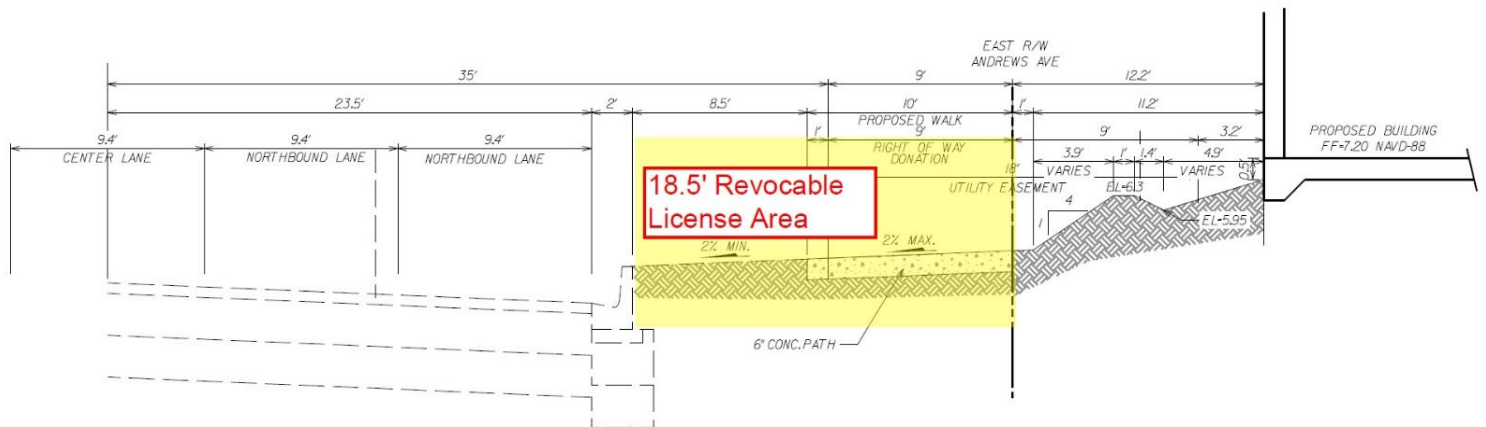 EAST R/W
ANDREWS AVE
35'
9'
12.2'
23.5'
2'
8.5'
10'
1'
11.2'
PROPOSED WALK
9.4'
CENTER LANE
9.4'
NORTHBOUND LANE
9.4'
NORTHBOUND LANE
1'
9'
RIGHT OF WAY
DONATION
9'
3.2'
3.9'
VARIES
1'
1.4'
4.9'
VARIES
0.5'
PROPOSED BUILDING
FF=7.20 NAVD-88
18'
UTILITY EASEMENT
EL=6.3
18.5' Revocable
License Area
4
1
EL=5.95
2% MIN.
2% MAX.
6" CONC. PATH